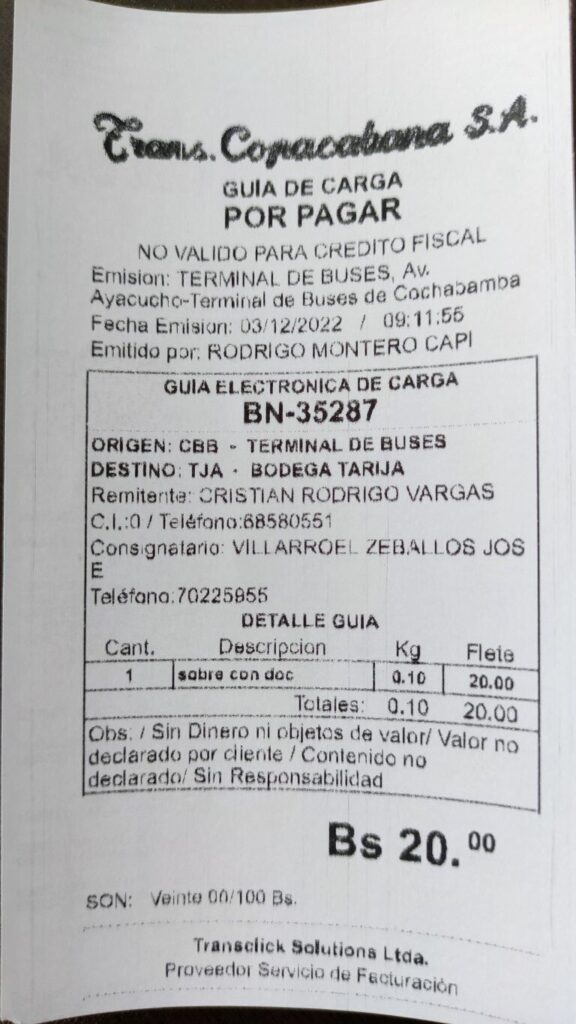 Trans. Copacabana S.A.
GUIA DE CARGA
POR PAGAR
NO VALIDO PARA CREDITO FISCAL
Emision: TERMINAL DE BUSES, Av.
Ayacucho-Terminal de Buses de Cochabamba
Fecha Emision: 03/12/2022 / 09:11:55
Emitido por: RODRIGO MONTERO CAPI
GUIA ELECTRONICA DE CARGA
BN-35287
ORIGEN: CBB - TERMINAL DE BUSES
DESTINO: TJA - BODEGA TARIJA
Remitente: CRISTIAN RODRIGO VARGAS
C.I.:0 / Teléfono:68580551
Consignatario: VILLARROEL ZEBALLOS JOS
E
Teléfono:70225955
DETALLE GUIA
Cant. Descripcion Kg Flete
1 sobre con doc 0.10 20.00
Totales: 0.10 20.00
Obs: / Sin Dinero ni objetos de valor/ Valor no
declarado por cliente / Contenido no
declarado/ Sin Responsabilidad
Bs 20.00
SON: Veinte 00/100 Bs.
Transclick Solutions Ltda.
Proveedor Servicio de Facturación